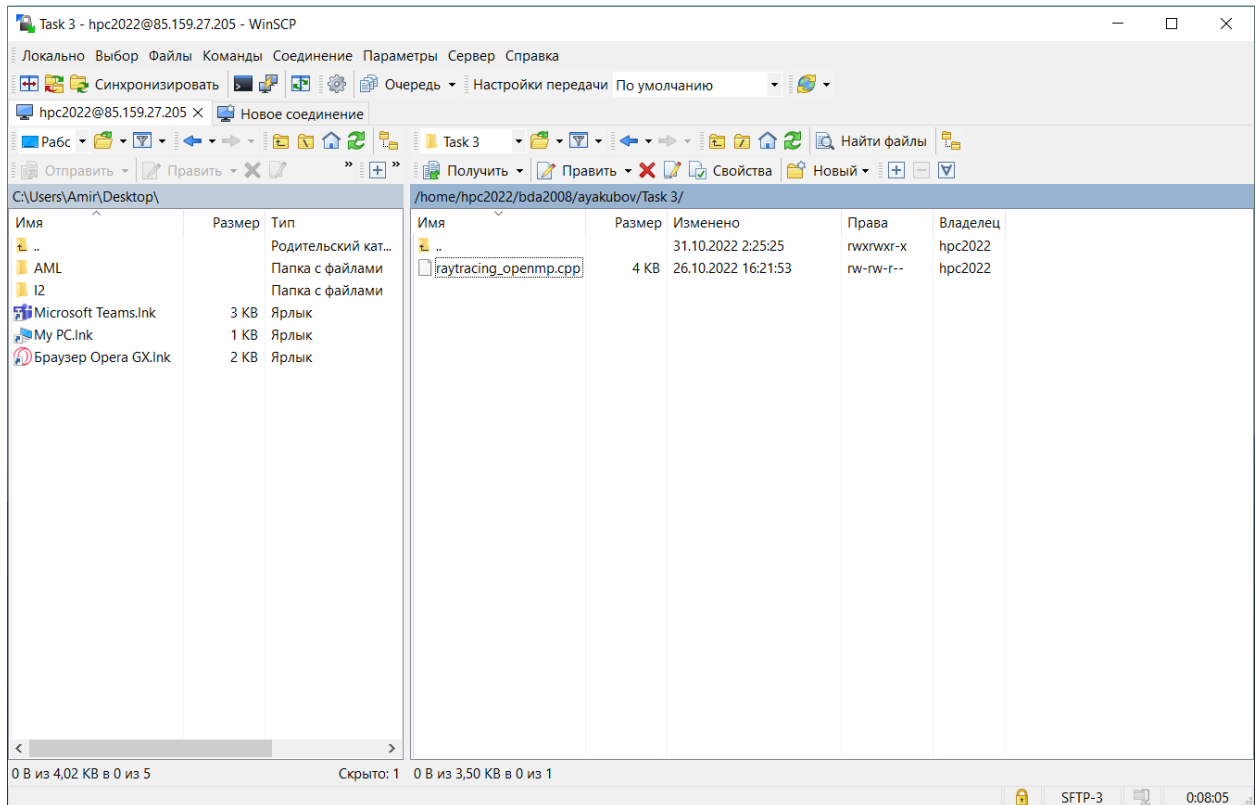 Task 3 - hpc2022@85.159.27.205 - WinSCP
Локально Выбор Файлы Команды Соединение Параметры Сервер Справка
Синхронизировать Очередь Настройки передачи По умолчанию
hpc2022@85.159.27.205 Новое соединение
Рабс Task 3 Найти файлы
Отправить Править » Получить Править Свойства Новый
C:\Users\Amir\Desktop\ /home/hpc2022/bda2008/ayakubov/Task 3/
Имя Размер Тип Имя Размер Изменено Права Владелец
.. Родительский кат... .. 31.10.2022 2:25:25 rwxrwxr-x hpc2022
AML Папка с файлами raytracing_openmp.cpp 4 KB 26.10.2022 16:21:53 rw-rw-r-- hpc2022
I2 Папка с файлами
Microsoft Teams.lnk 3 KB Ярлык
My PC.lnk 1 KB Ярлык
Браузер Opera GX.lnk 2 KB Ярлык
0 B из 4,02 KB в 0 из 5 Скрыто: 1 0 B из 3,50 KB в 0 из 1
SFTP-3 0:08:05